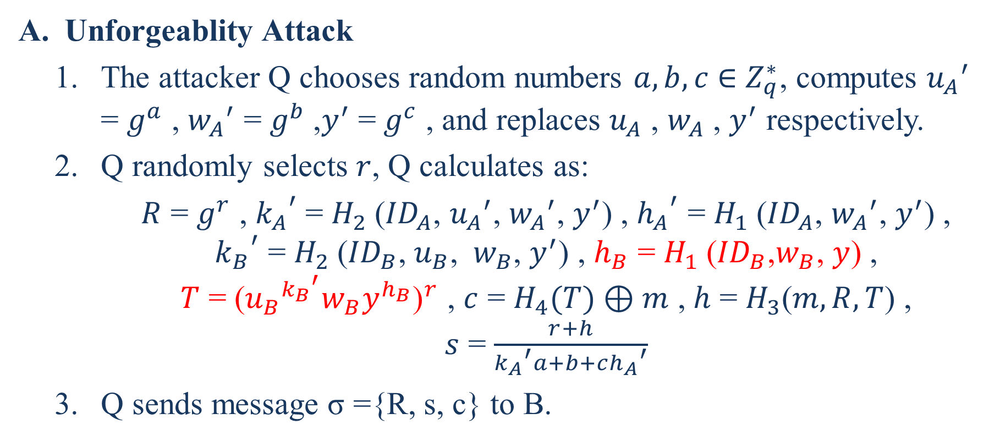 A. Unforgeablity Attack
1. The attacker Q chooses random numbers a, b, c ∈ Z_q^*, computes u_A′
= g^a , w_A′ = g^b ,y′ = g^c , and replaces u_A , w_A , y′ respectively.
2. Q randomly selects r, Q calculates as:
R = g^r , k_A′ = H_2 (ID_A, u_A′, w_A′, y′) , h_A′ = H_1 (ID_A, w_A′, y′) ,
k_B′ = H_2 (ID_B, u_B, w_B, y′) , h_B = H_1 (ID_B,w_B, y) ,
T = (u_B^{k_B′} w_B y^{h_B})^r , c = H_4(T) ⊕ m , h = H_3(m, R, T) ,
s = \frac{r+h}{k_A′a+b+ch_A′}
3. Q sends message σ ={R, s, c} to B.